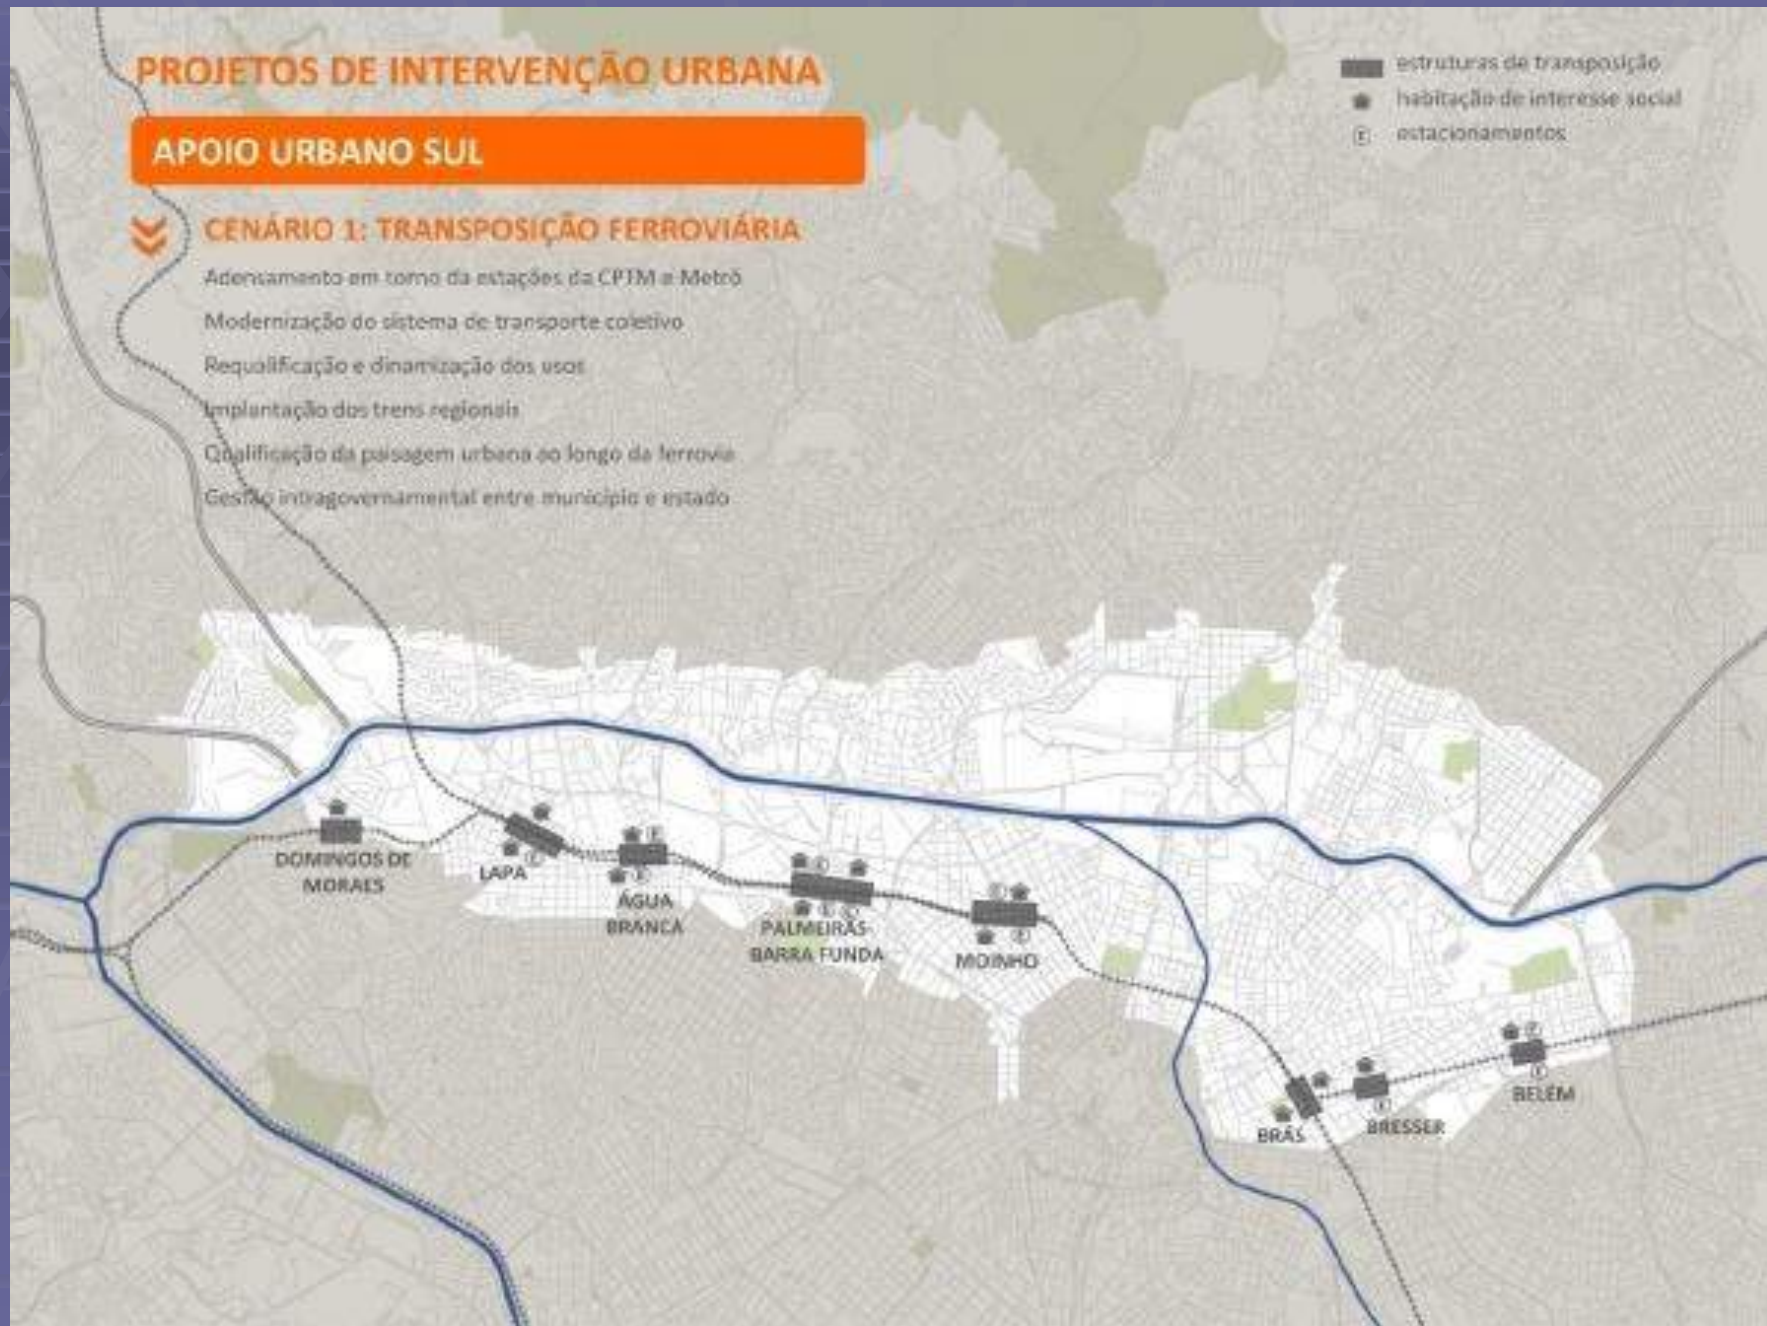 PROJETOS DE INTERVENÇÃO URBANA
APOIO URBANO SUL
CENÁRIO 1: TRANSPOSIÇÃO FERROVIÁRIA
Adensamento em torno da estações da CPTM e Metrô
Modernização do sistema de transporte coletivo
Requalificação e dinamização dos usos
Implantação dos trens regionais
Qualificação da paisagem urbana ao longo da ferrovia
Gestão intragovernamental entre município e estado
estruturas de transposição
habitação de interesse social
E estacionamentos
DOMINGOS DE
MORAES
E
LAPA
E
E
ÁGUA
BRANCA
E
E E
PALMEIRAS-
BARRA FUNDA
E
E
MOINHO
BRÁS
E
BRESSER
E
E
BELÉM